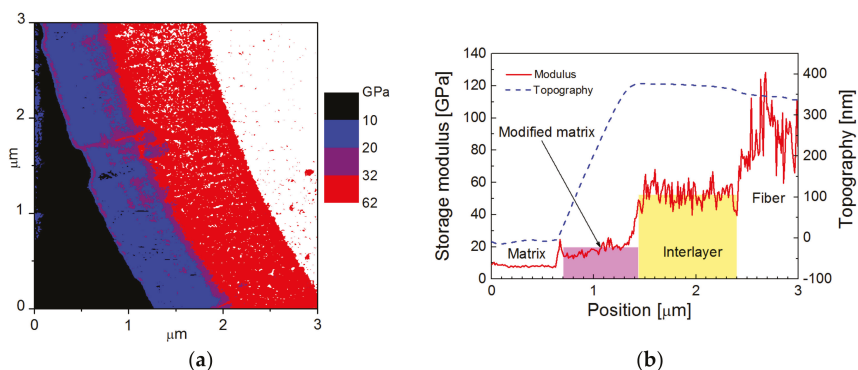 3
2
1
0
μm
0
1
2
3
μm
GPa
10
20
32
62
(a)
Storage modulus [GPa]
140
120
100
80
60
40
20
0
Modulus
Topography
Modified matrix
Matrix
Interlayer
Fiber
400
300
200
100
0
-100
Topography [nm]
0
1
2
3
Position [μm]
(b)